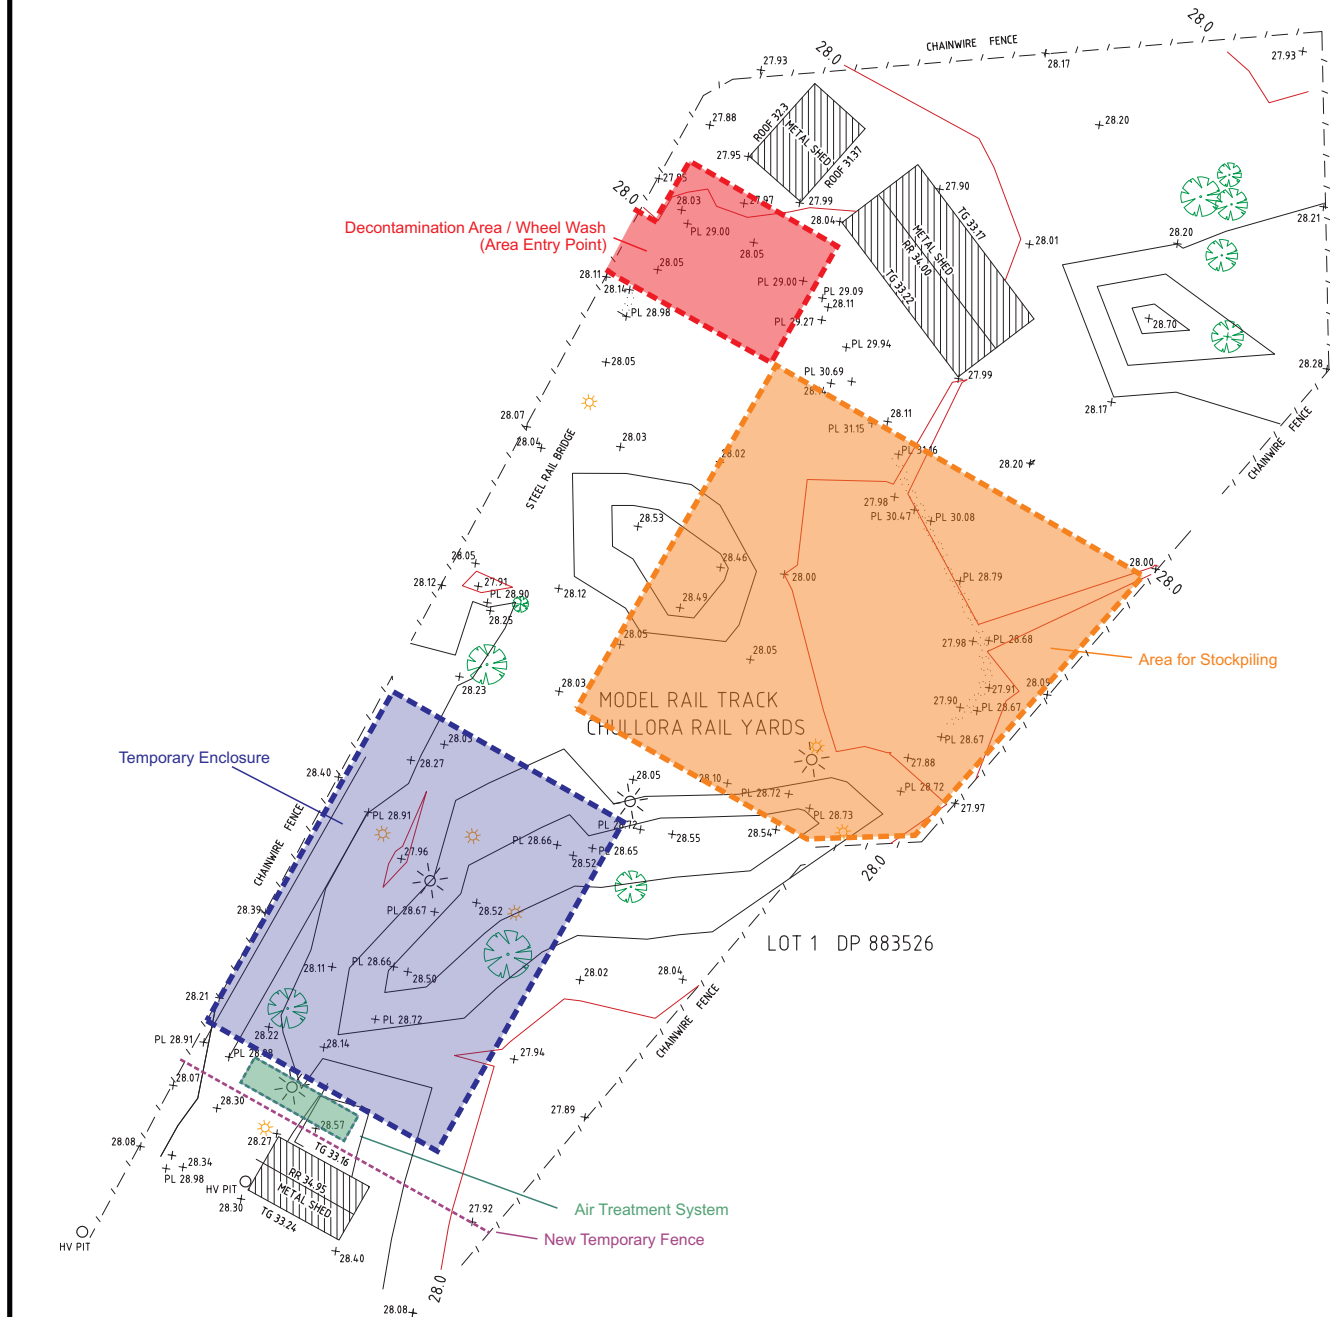 28.0
CHAINWIRE FENCE
28.0
27.93
28.17
27.93
27.88
28.20
ROOF 32.3
METAL SHED
ROOF 31.37
27.95
27.95
28.0
28.03
27.97
27.99
27.90
TG 33.17
28.21
Decontamination Area / Wheel Wash
(Area Entry Point)
PL 29.00
28.04
METAL SHED
RR 34.00
TG 33.22
28.05
28.01
28.20
28.05
28.11
28.14
PL 29.00
PL 29.09
28.11
PL 28.98
PL 29.27
28.70
PL 29.94
28.05
28.28
PL 30.69
28.14
27.99
28.17
28.07
28.11
PL 31.15
CHAINWIRE FENCE
28.04
28.03
28.02
PL 31.16
28.20
STEEL RAIL BRIDGE
27.98
PL 30.47
PL 30.08
28.53
28.05
28.46
28.00
28.00
28.0
28.12
27.91
PL 28.90
28.25
28.12
PL 28.79
28.49
28.05
27.98
PL 28.68
28.05
Area for Stockpiling
28.23
28.03
27.91
28.09
MODEL RAIL TRACK
CHULLORA RAIL YARDS
27.90
PL 28.67
PL 28.67
28.03
Temporary Enclosure
28.27
27.88
28.40
28.05
28.10
PL 28.72
PL 28.72
27.97
CHAINWIRE FENCE
PL 28.91
PL 28.73
PL 28.72
28.54
28.55
PL 28.66
PL 28.65
28.52
27.96
28.0
28.39
PL 28.67
28.52
LOT 1 DP 883526
28.11
PL 28.66
28.50
28.02
28.04
28.21
CHAINWIRE FENCE
PL 28.72
28.22
PL 28.91
28.14
27.94
28.07
28.30
27.89
28.57
28.27
28.08
TG 33.16
28.34
PL 28.98
RR 34.95
METAL SHED
TG 33.24
HV PIT
28.30
Air Treatment System
27.92
New Temporary Fence
HV PIT
28.40
28.0
28.08